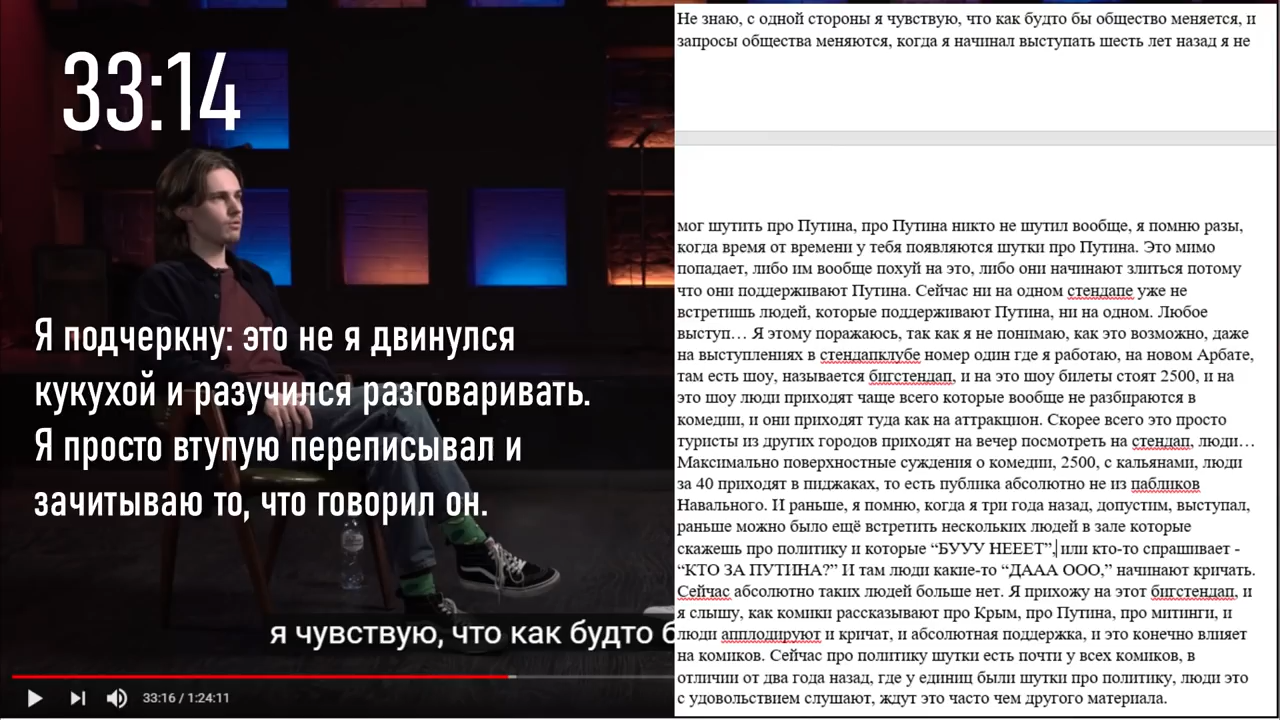 33:14
Я подчеркну: это не я двинулся
кукухой и разучился разговаривать.
Я просто втупую переписывал и
зачитываю то, что говорил он.
я чувствую, что как будто б
33:16 / 1:24:11
Не знаю, с одной стороны я чувствую, что как будто бы общество меняется, и
запросы общества меняются, когда я начинал выступать шесть лет назад я не
мог шутить про Путина, про Путина никто не шутил вообще, я помню разы,
когда время от времени у тебя появляются шутки про Путина. Это мимо
попадает, либо им вообще похуй на это, либо они начинают злиться потому
что они поддерживают Путина. Сейчас ни на одном стендапе уже не
встретишь людей, которые поддерживают Путина, ни на одном. Любое
выступ… Я этому поражаюсь, так как я не понимаю, как это возможно, даже
на выступлениях в стендапклубе номер один где я работаю, на новом Арбате,
там есть шоу, называется бигстендап, и на это шоу билеты стоят 2500, и на
это шоу люди приходят чаще всего которые вообще не разбираются в
комедии, и они приходят туда как на аттракцион. Скорее всего это просто
туристы из других городов приходят на вечер посмотреть на стендап, люди…
Максимально поверхностные суждения о комедии, 2500, с кальянами, люди
за 40 приходят в пиджаках, то есть публика абсолютно не из пабликов
Навального. И раньше, я помню, когда я три года назад, допустим, выступал,
раньше можно было ещё встретить нескольких людей в зале которые
скажешь про политику и которые “БУУУ НЕЕЕТ”, или кто-то спрашивает -
“КТО ЗА ПУТИНА?” И там люди какие-то “ДААА ООО,” начинают кричать.
Сейчас абсолютно таких людей больше нет. Я прихожу на этот бигстендап, и
я слышу, как комики рассказывают про Крым, про Путина, про митинги, и
люди апплодируют и кричат, и абсолютная поддержка, и это конечно влияет
на комиков. Сейчас про политику шутки есть почти у всех комиков, в
отличии от два года назад, где у единиц были шутки про политику, люди это
с удовольствием слушают, ждут это часто чем другого материала.